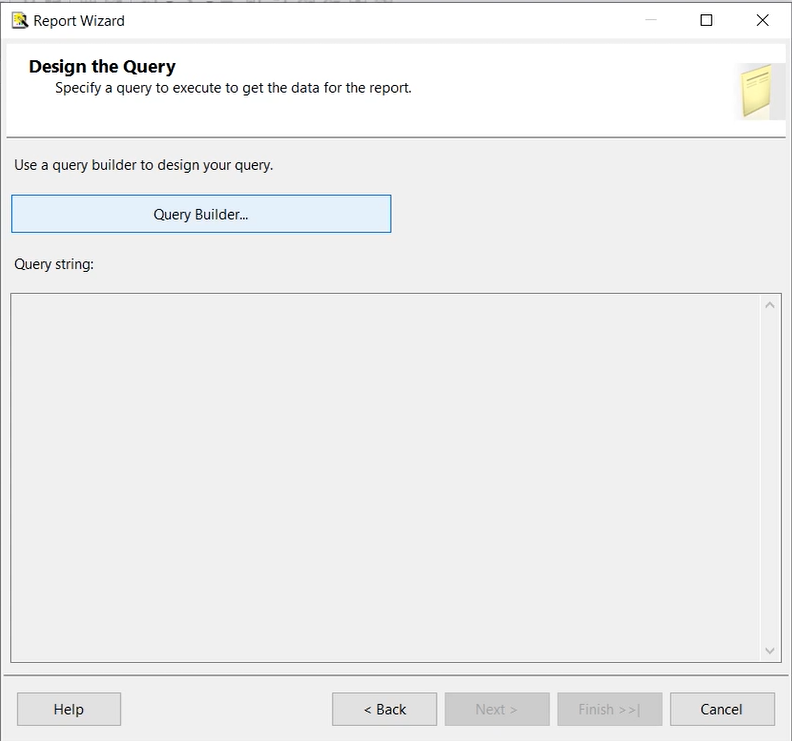 Report Wizard
Design the Query
Specify a query to execute to get the data for the report.
Use a query builder to design your query.
Query Builder...
Query string:
Help
< Back
Next >
Finish >>|
Cancel